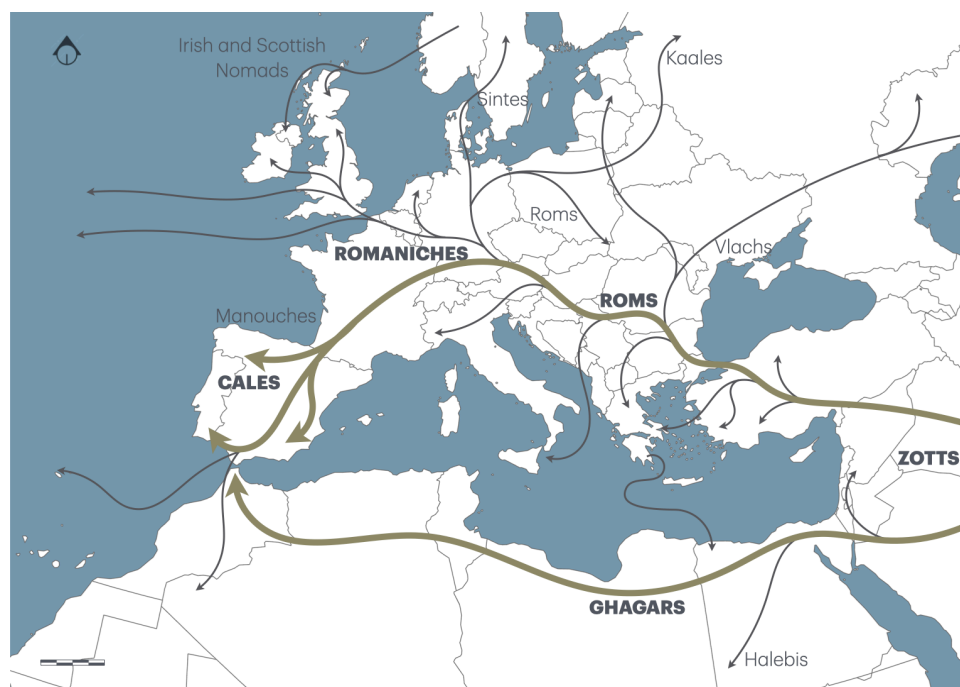 Irish and Scottish
Nomads
Kaales
Sintes
Roms
Vlachs
ROMANICHES
ROMS
Manouches
CALES
ZOTTS
GHAGARS
Halebis